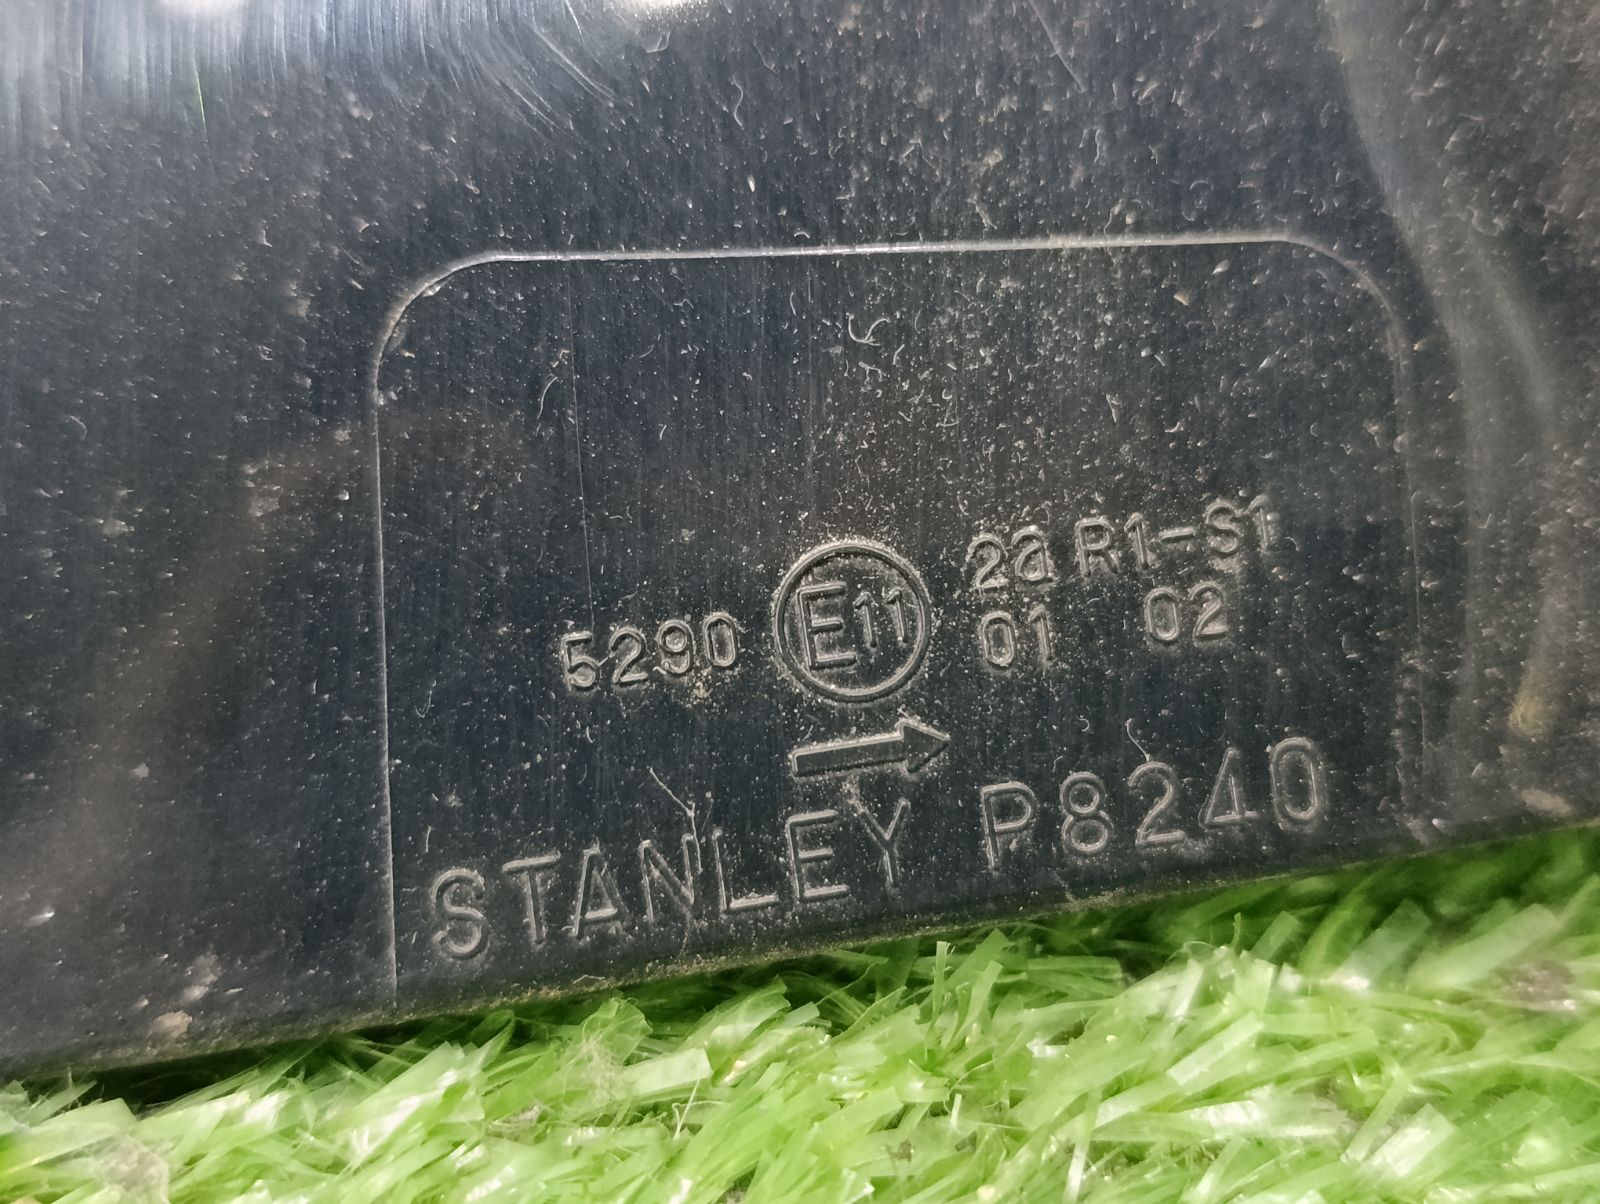 2a R1-S1
5290 E11 01 02
STANLEY P8240